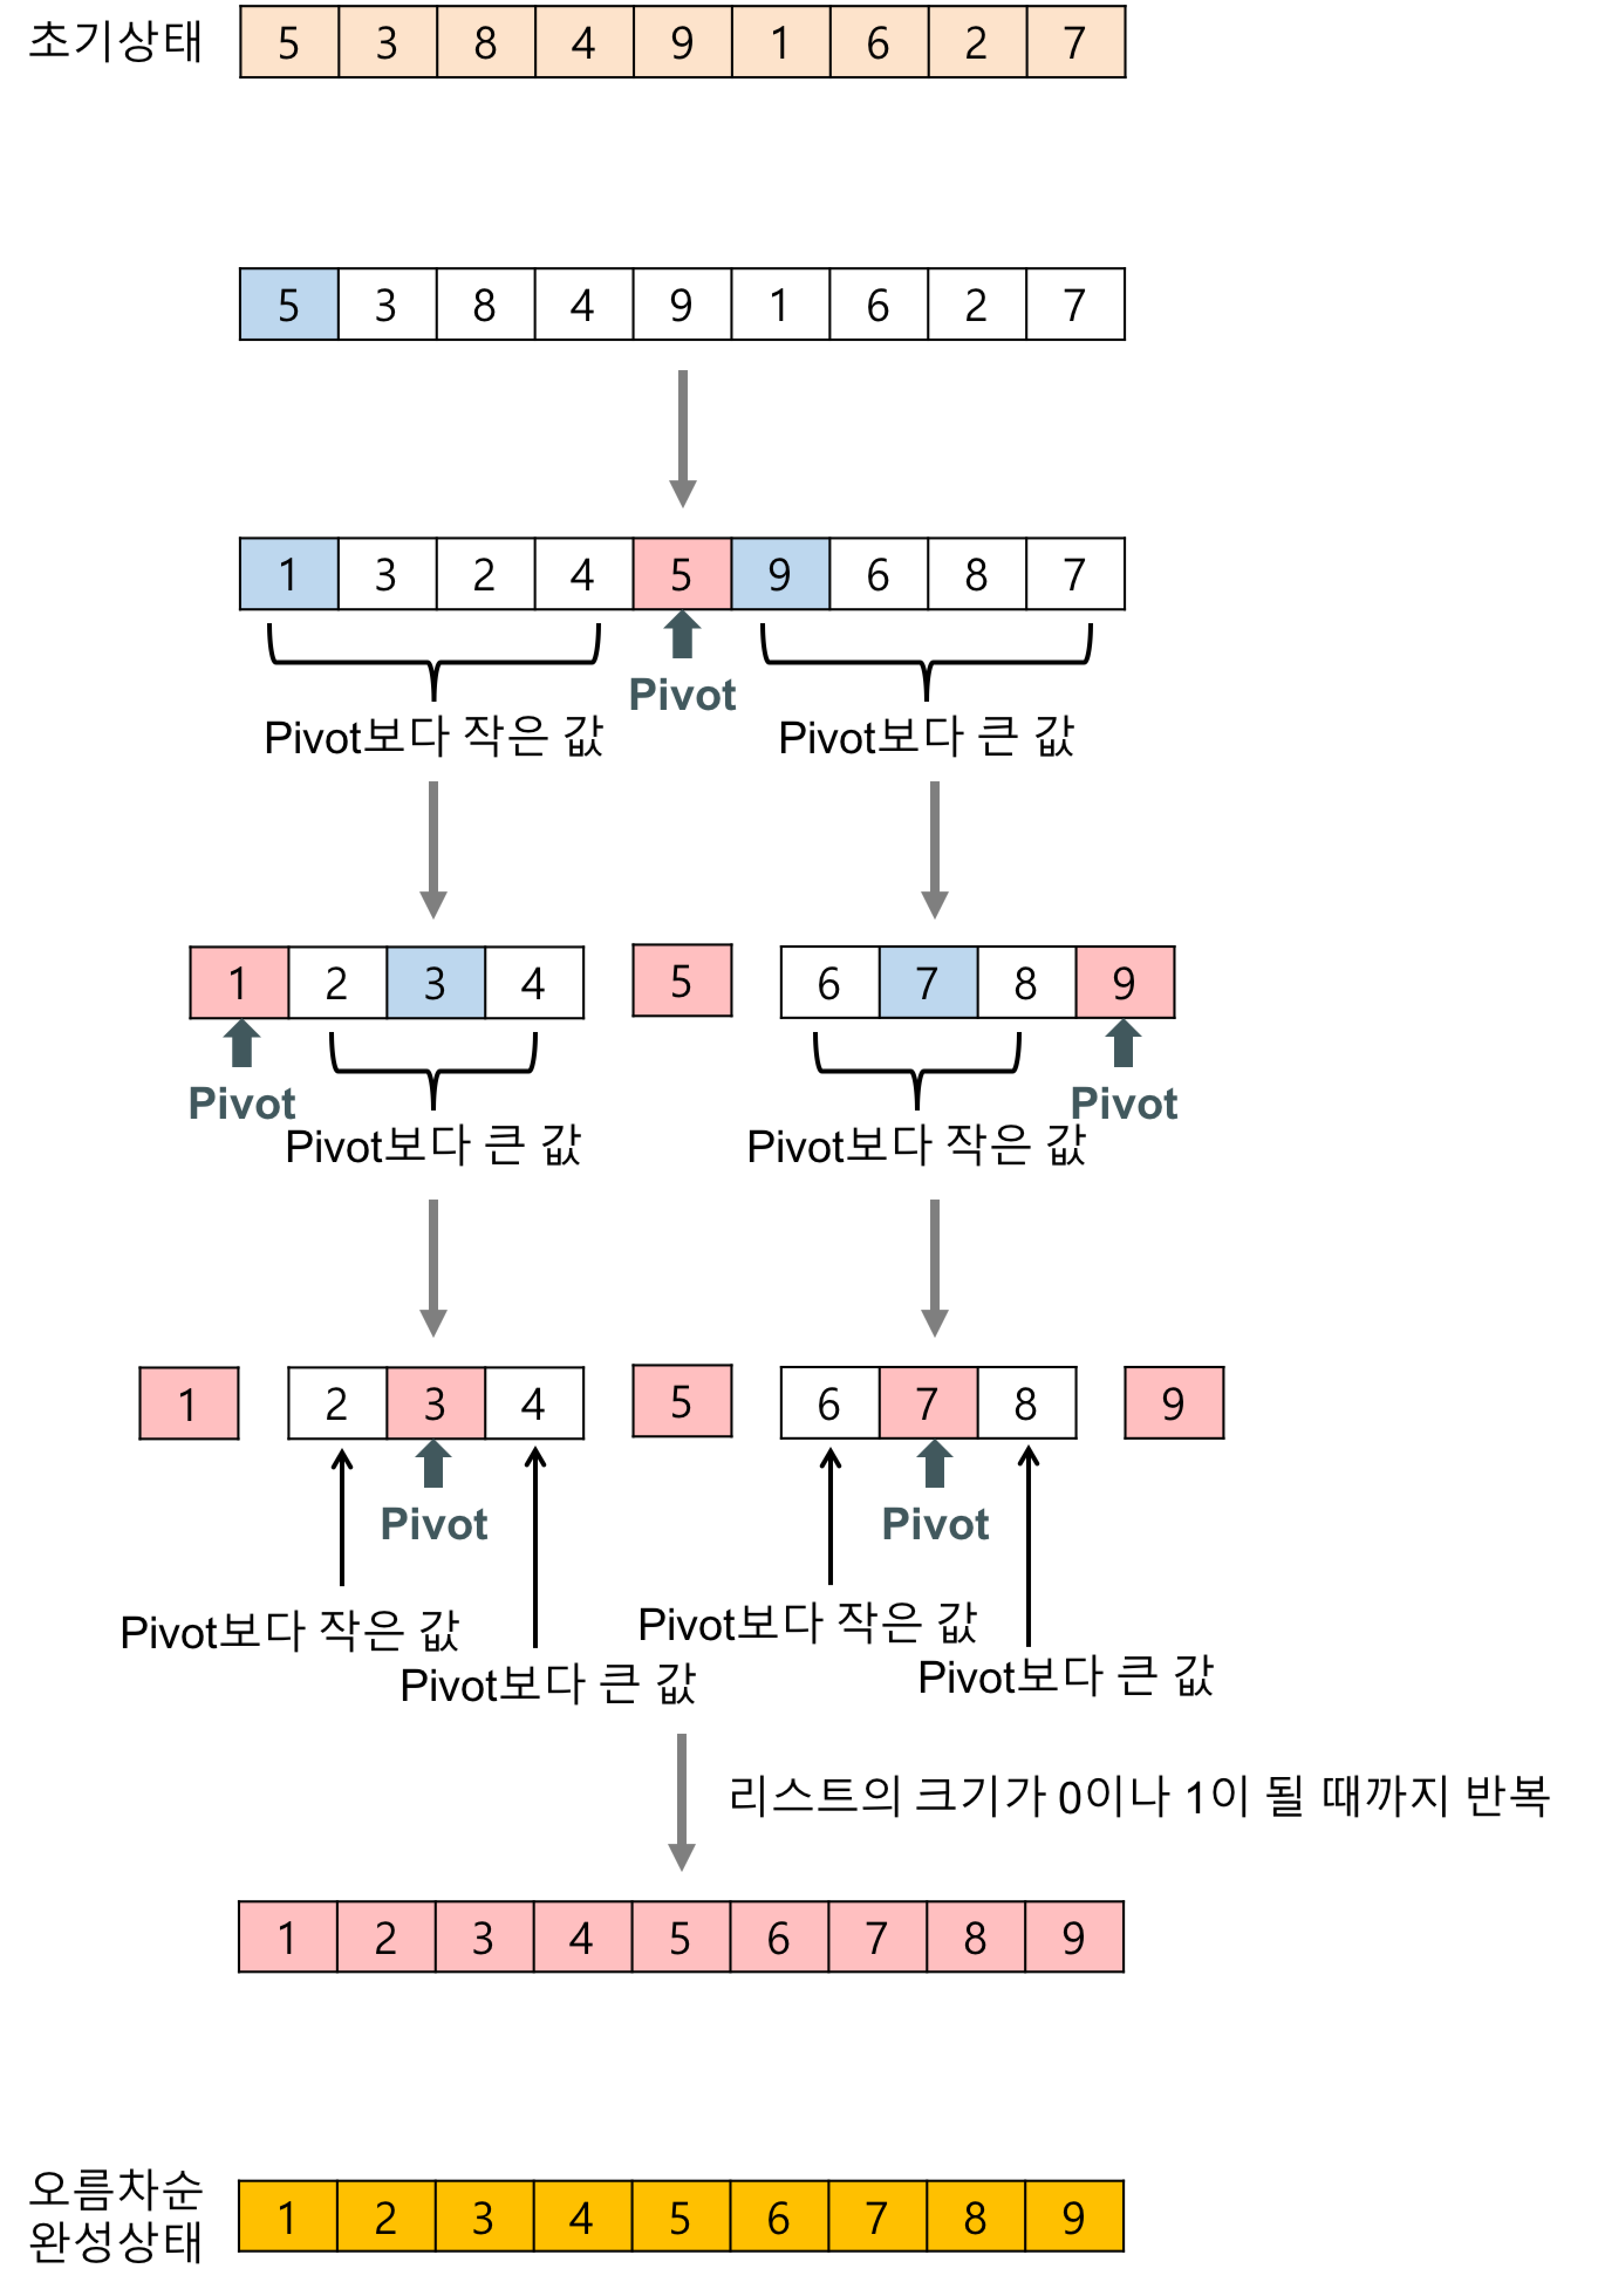 초기상태 5 3 8 4 9 1 6 2 7
5 3 8 4 9 1 6 2 7
1 3 2 4 5 9 6 8 7
Pivot
Pivot보다 작은 값 Pivot보다 큰 값
1 2 3 4 5 6 7 8 9
Pivot Pivot
Pivot보다 큰 값 Pivot보다 작은 값
1 2 3 4 5 6 7 8 9
Pivot Pivot
Pivot보다 작은 값 Pivot보다 작은 값
Pivot보다 큰 값 Pivot보다 큰 값
리스트의 크기가 0이나 1이 될 때까지 반복
1 2 3 4 5 6 7 8 9
오름차순
완성상태 1 2 3 4 5 6 7 8 9